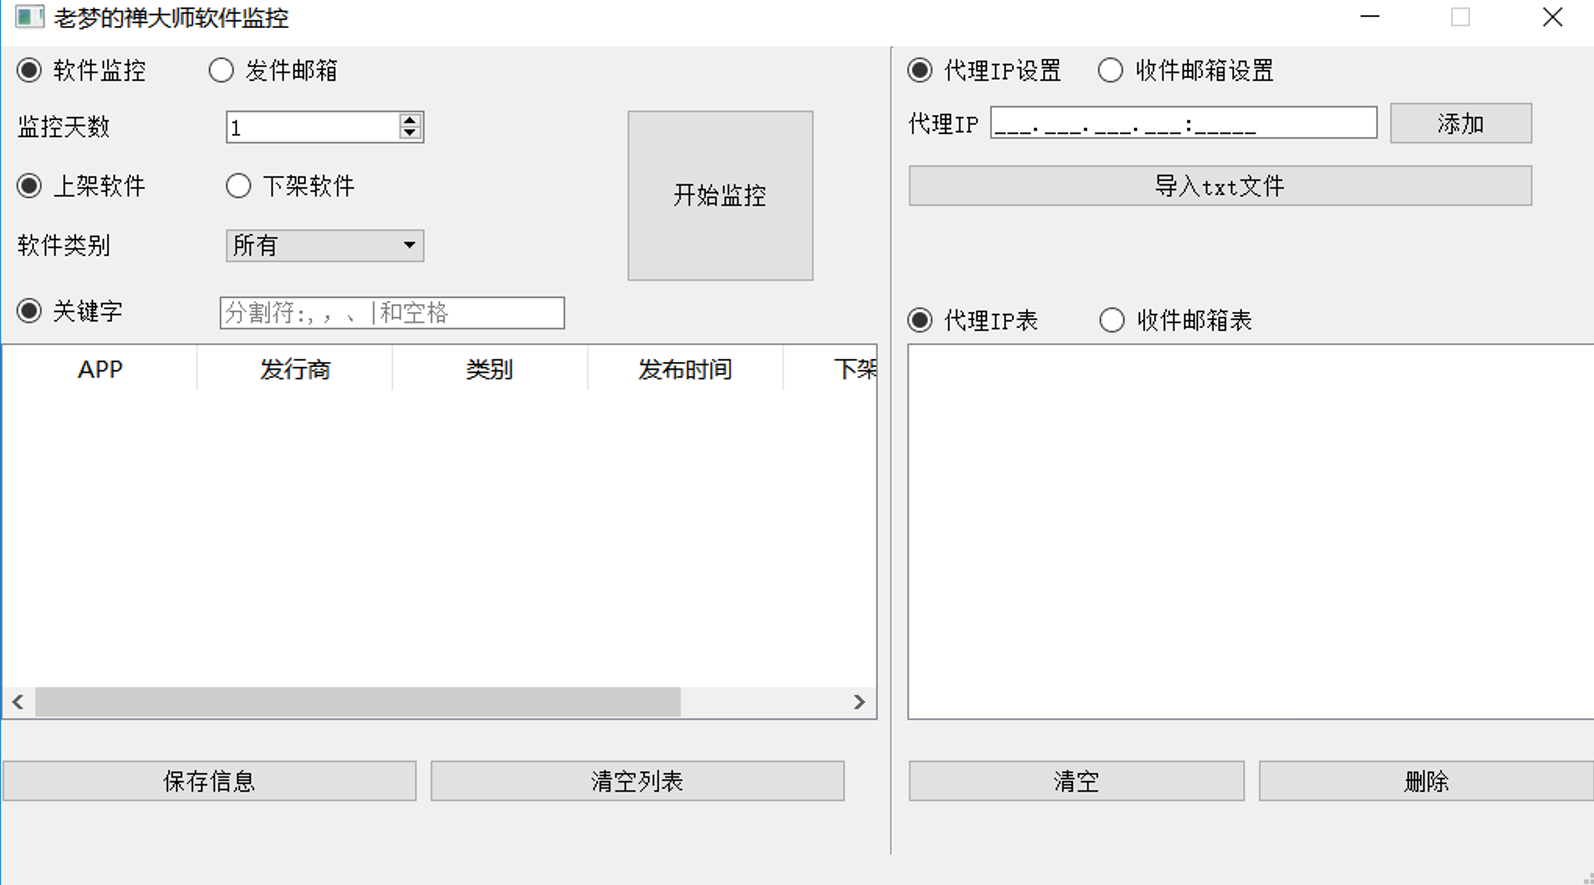 老梦的禅大师软件监控
软件监控 发件邮箱
监控天数 1
上架软件 下架软件
软件类别 所有
关键字 分割符:,，、|和空格
开始监控
APP 发行商 类别 发布时间 下架
保存信息 清空列表
代理IP设置 收件邮箱设置
代理IP ___.___.___.___:_____ 添加
导入txt文件
代理IP表 收件邮箱表
清空 删除